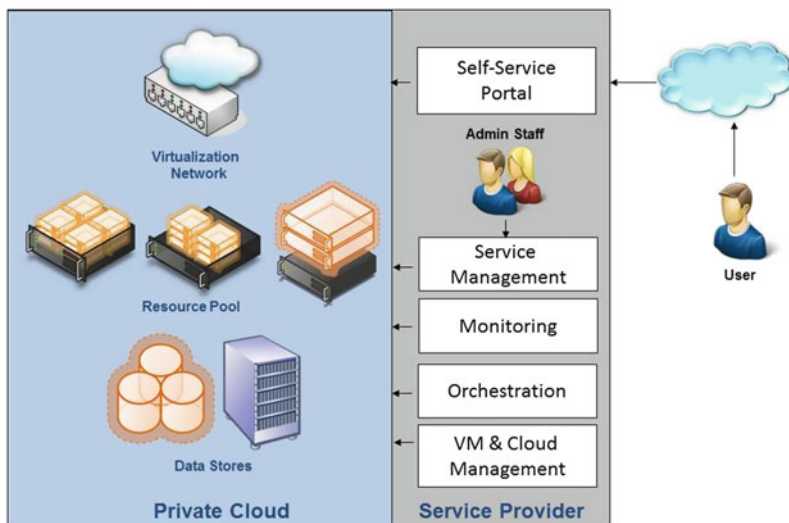 Self-Service
Portal
Admin Staff
Virtualization
Network
Service
Management
User
Resource Pool
Monitoring
Orchestration
VM & Cloud
Management
Data Stores
Private Cloud
Service Provider